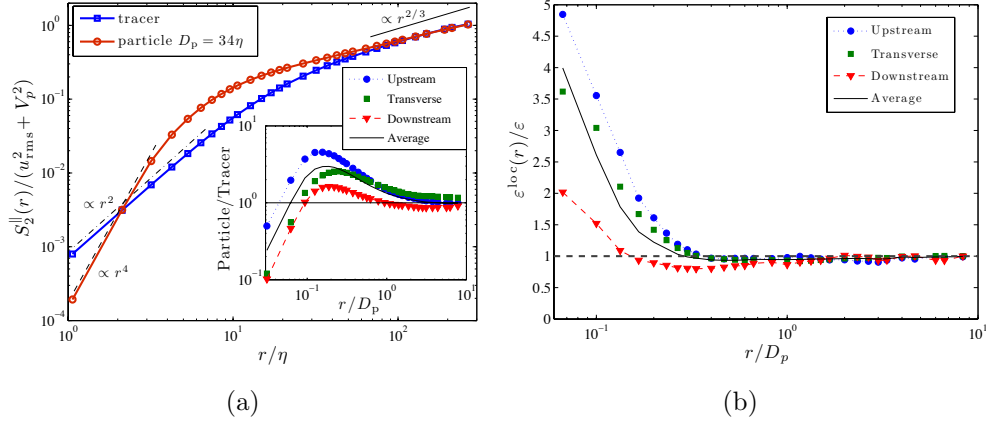 tracer
particle D_p = 34η
∝ r^{2/3}
∝ r^2
∝ r^4
S_2^∥(r)/(u_rms^2 + V_p^2)
10^0
10^{-1}
10^{-2}
10^{-3}
10^{-4}
10^0 10^1 10^2
r/η
Upstream
Transverse
Downstream
Average
Particle/Tracer
10^1
10^0
10^{-1}
10^{-1} 10^0 10^1
r/D_p
(a)
Upstream
Transverse
Downstream
Average
ε^{loc}(r)/ε
5
4.5
4
3.5
3
2.5
2
1.5
1
0.5
0
10^{-1} 10^0 10^1
r/D_p
(b)